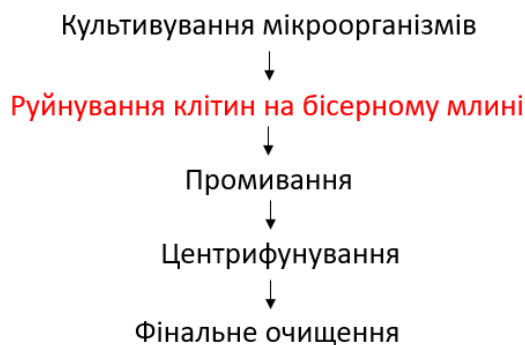 Культивування мікроорганізмів
Руйнування клітин на бісерному млині
Промивання
Центрифунування
Фінальне очищення